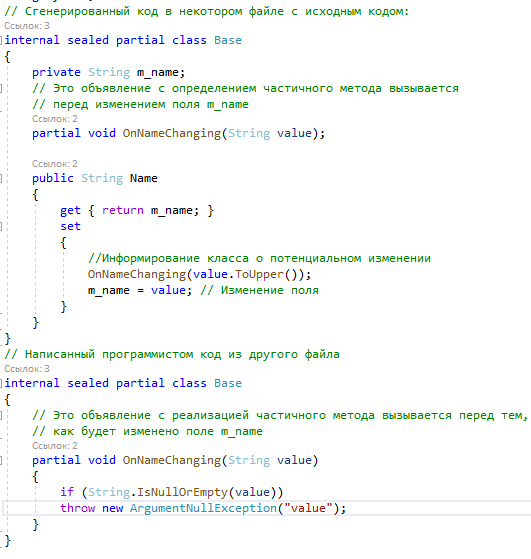 // Сгенерированный код в некотором файле с исходным кодом:
Ссылок: 3
internal sealed partial class Base
{
private String m_name;
// Это объявление с определением частичного метода вызывается
// перед изменением поля m_name
Ссылок: 2
partial void OnNameChanging(String value);
Ссылок: 2
public String Name
{
get { return m_name; }
set
{
//Информирование класса о потенциальном изменении
OnNameChanging(value.ToUpper());
m_name = value; // Изменение поля
}
}
}
// Написанный программистом код из другого файла
Ссылок: 3
internal sealed partial class Base
{
// Это объявление с реализацией частичного метода вызывается перед тем,
// как будет изменено поле m_name
Ссылок: 2
partial void OnNameChanging(String value)
{
if (String.IsNullOrEmpty(value))
throw new ArgumentNullException("value");
}
}